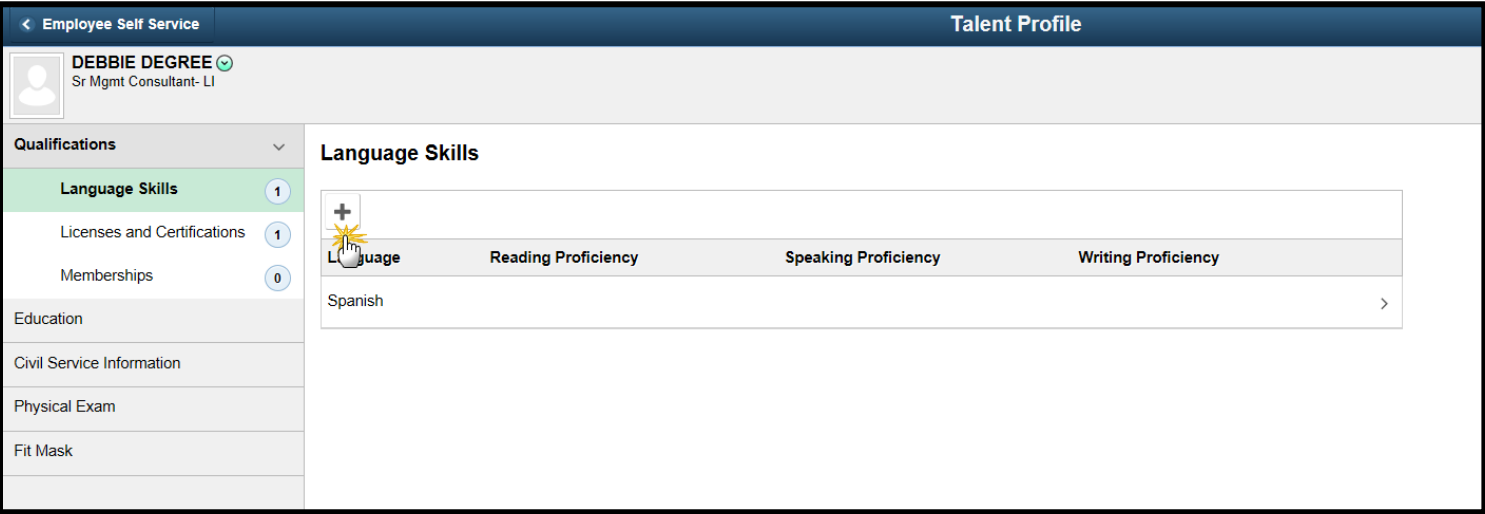 Employee Self Service
Talent Profile
DEBBIE DEGREE
Sr Mgmt Consultant- LI
Qualifications
Language Skills 1
Licenses and Certifications 1
Memberships 0
Education
Civil Service Information
Physical Exam
Fit Mask
Language Skills
+
Language Reading Proficiency Speaking Proficiency Writing Proficiency
Spanish